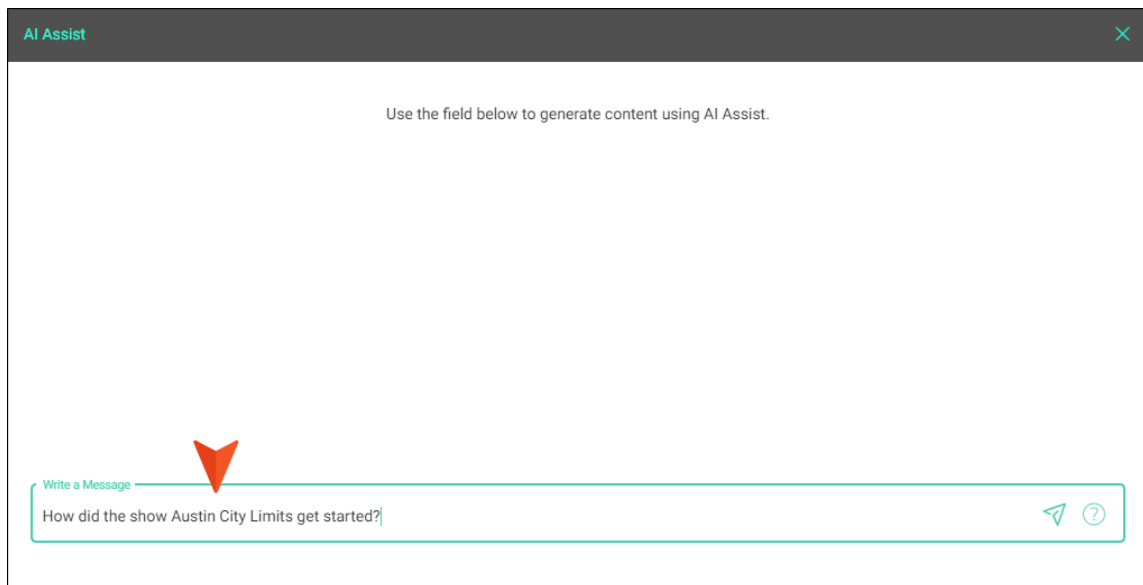 AI Assist
Use the field below to generate content using AI Assist.
Write a Message
How did the show Austin City Limits get started?